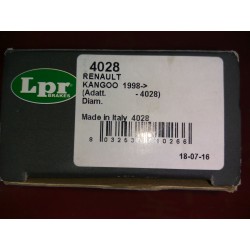 Lpr
BRAKES
4028
RENAULT
KANGOO 1998->
(Adatt. - 4028)
Diam.
Made in Italy 4028
18-07-16